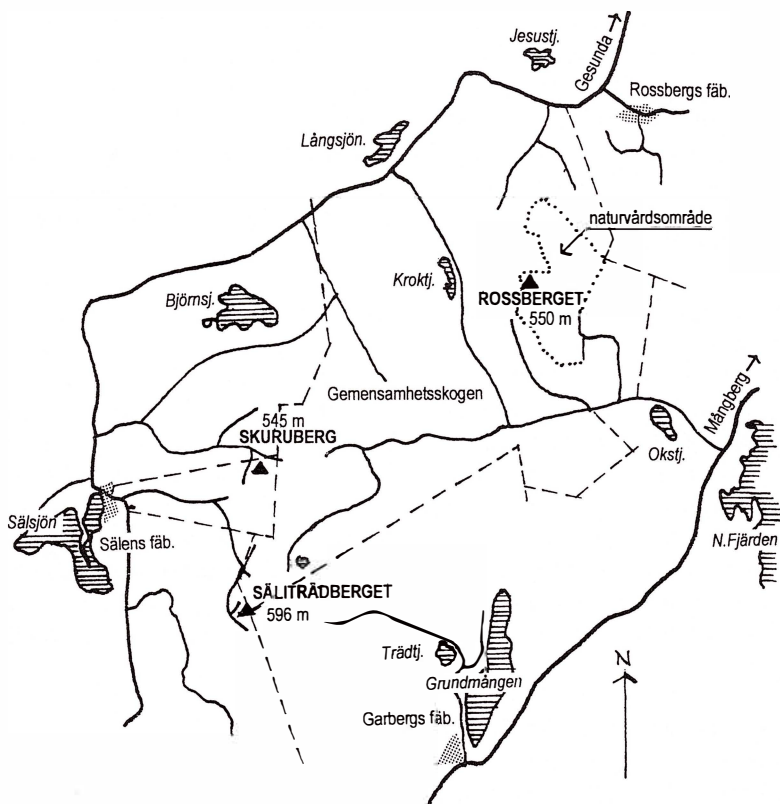 Jesustj.
Gesunda
Rossbergs fäb.
Långsjön.
naturvårdsområde
Björnsj.
Kroktj.
ROSSBERGET
550 m
Gemensamhetsskogen
Mångberg
545 m
SKURUBERG
Okstj.
Sälsjön
Sälens fäb.
N.Fjärden
SÄLITRÄDBERGET
596 m
Trädtj.
Grundmången
N
Garbergs fäb.